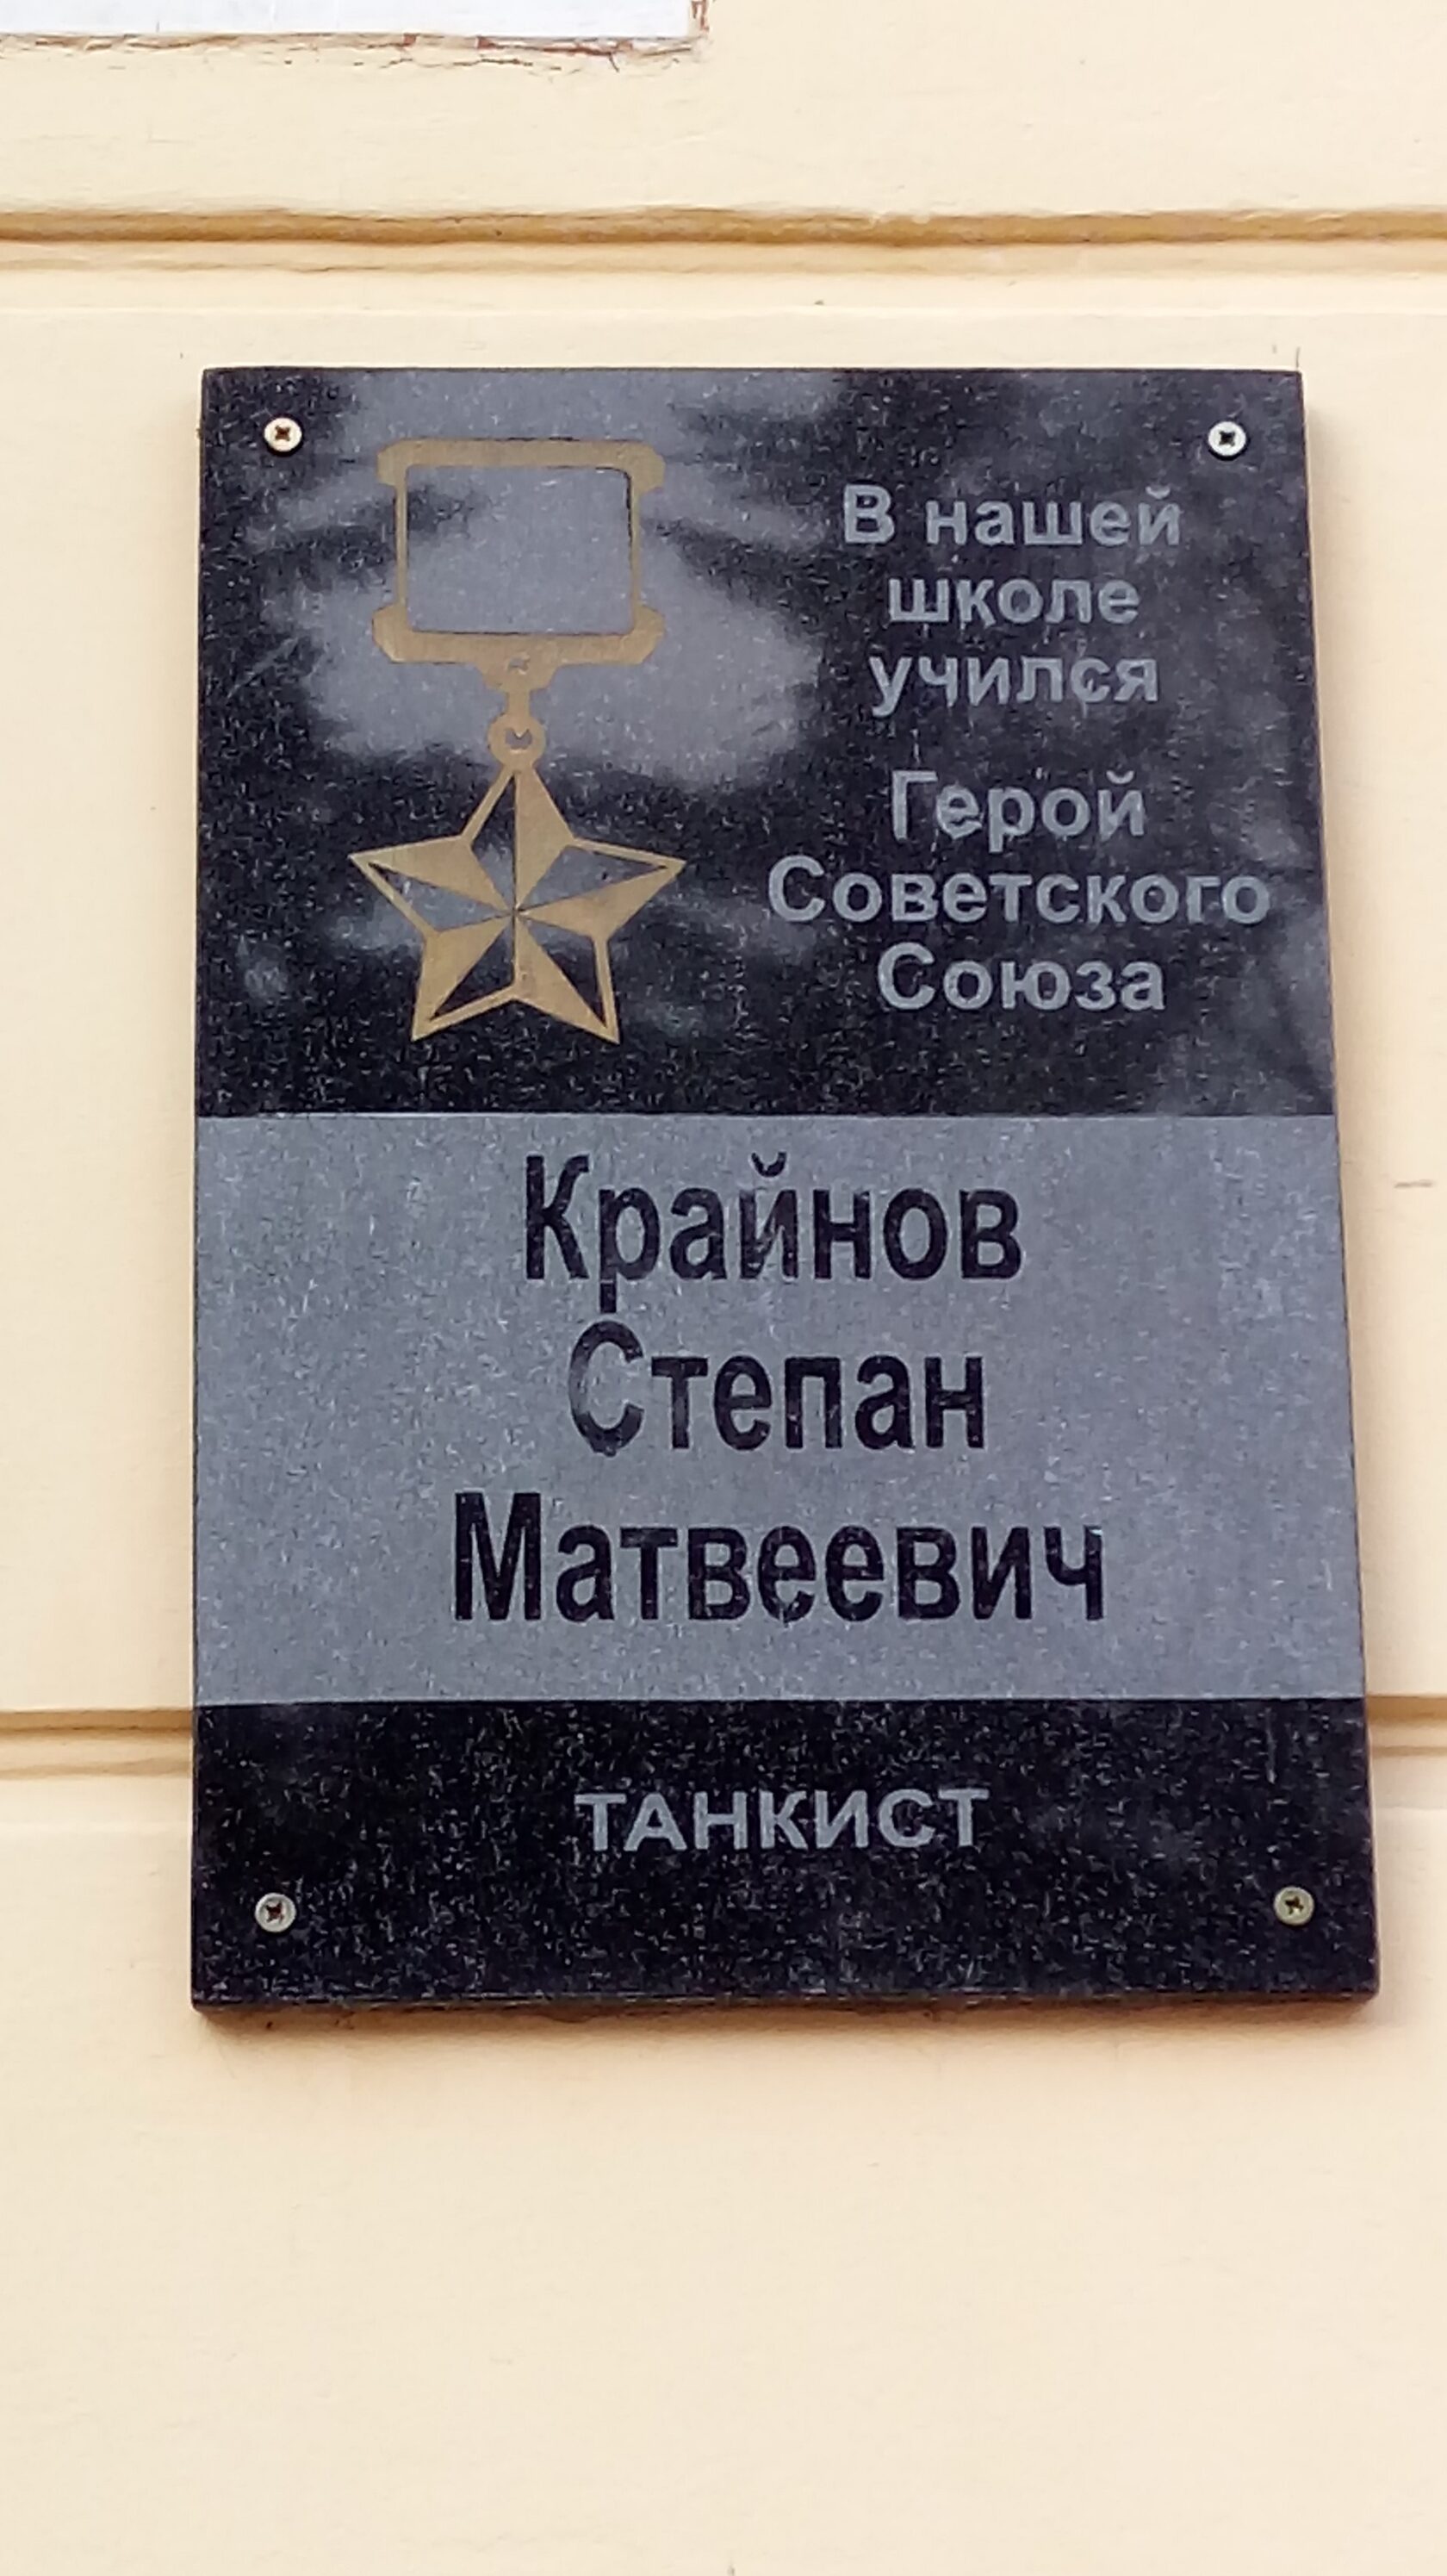 В нашей
школе
учился
Герой
Советского
Союза
Крайнов
Степан
Матвеевич
ТАНКИСТ